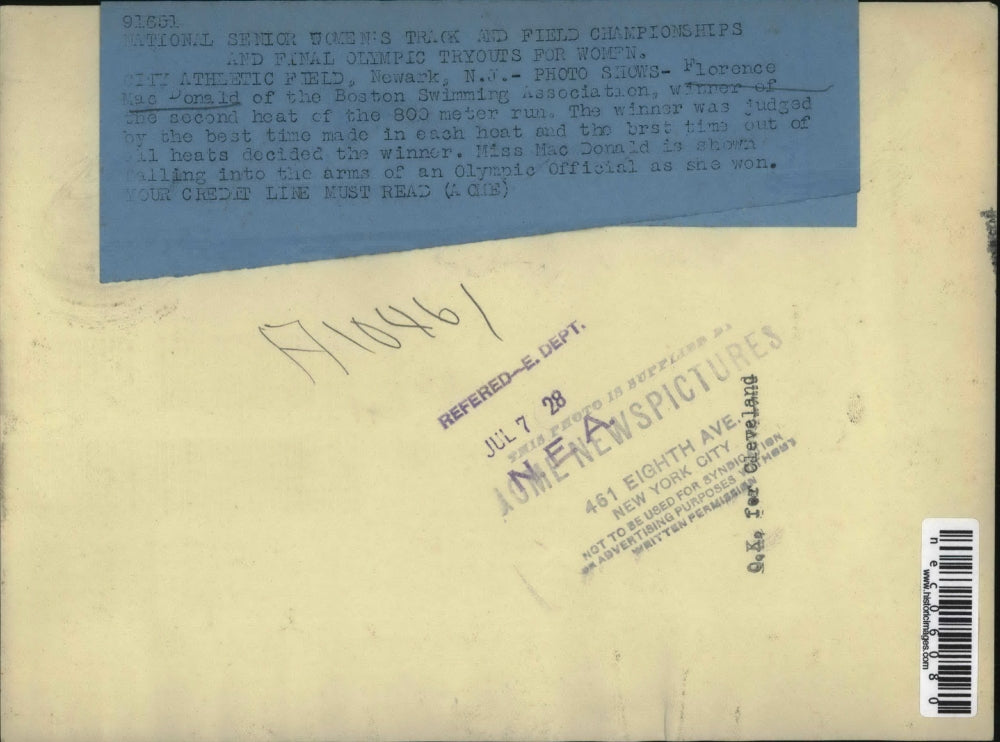 91681
NATIONAL SENIOR WOMEN'S TRACK AND FIELD CHAMPIONSHIPS
AND FINAL OLYMPIC TRYOUTS FOR WOMEN.
CITY ATHLETIC FIELD, Newark, N.J.- PHOTO SHOWS- Florence
Mac Donald of the Boston Swimming Association, winner of
the second heat of the 800 meter run. The winner was judged
by the best time made in each heat and the brst time out of
all heats decided the winner. Miss Mac Donald is shown
falling into the arms of an Olympic Official as she won.
YOUR CREDIT LINE MUST READ (ACME)
A10461
REFERED-E. DEPT.
JUL 7 28
N.E.A.
THIS PHOTO IS SUPPLIED BY
ACME NEWSPICTURES
461 EIGHTH AVE.
NEW YORK CITY
NOT TO BE USED FOR SYNDICATION
OR ADVERTISING PURPOSES WITHOUT
WRITTEN PERMISSION
O.K. for Cleveland
nec06080
www.historicimages.com